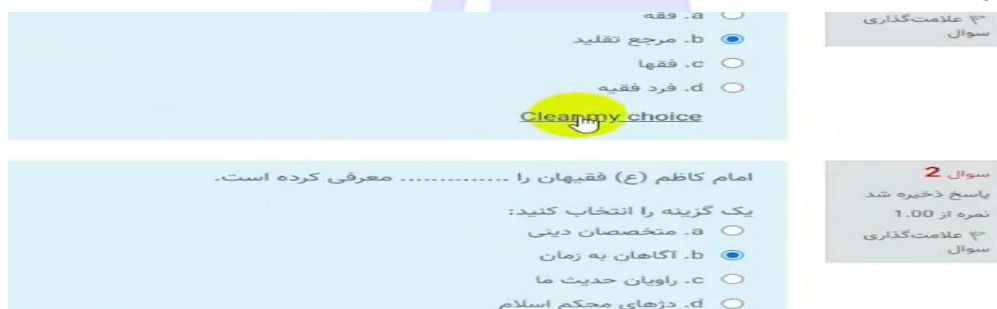 a. فقه
b. مرجع تقلید
c. فقها
d. فرد فقیه
Clear my choice
علامت‌گذاری
سوال
سوال 2
پاسخ ذخیره شد
نمره از 1.00
علامت‌گذاری
سوال
امام کاظم (ع) فقیهان را ............. معرفی کرده است.
یک گزینه را انتخاب کنید:
a. متخصصان دینی
b. آگاهان به زمان
c. راویان حدیث ما
d. دژهای محکم اسلام